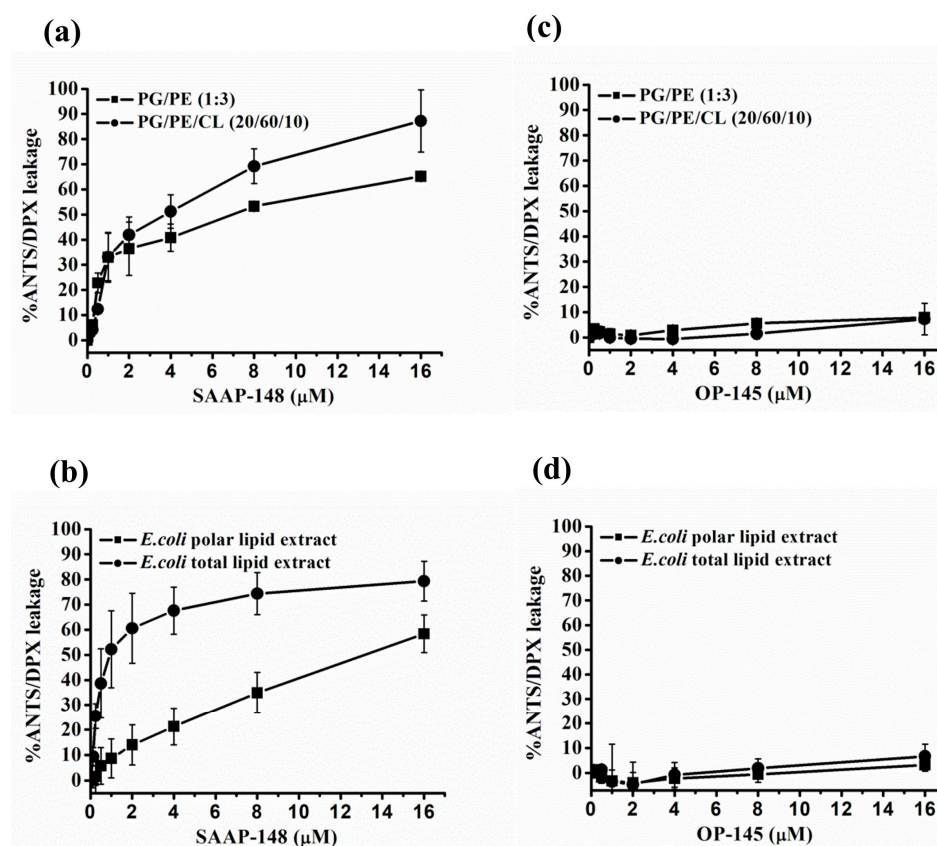 (a)
PG/PE (1:3)
PG/PE/CL (20/60/10)
%ANTS/DPX leakage
100
90
80
70
60
50
40
30
20
10
0
0 2 4 6 8 10 12 14 16
SAAP-148 (μM)
(c)
PG/PE (1:3)
PG/PE/CL (20/60/10)
%ANTS/DPX leakage
100
90
80
70
60
50
40
30
20
10
0
0 2 4 6 8 10 12 14 16
OP-145 (μM)
(b)
E.coli polar lipid extract
E.coli total lipid extract
%ANTS/DPX leakage
100
90
80
70
60
50
40
30
20
10
0
0 2 4 6 8 10 12 14 16
SAAP-148 (μM)
(d)
E.coli polar lipid extract
E.coli total lipid extract
%ANTS/DPX leakage
100
90
80
70
60
50
40
30
20
10
0
0 2 4 6 8 10 12 14 16
OP-145 (μM)